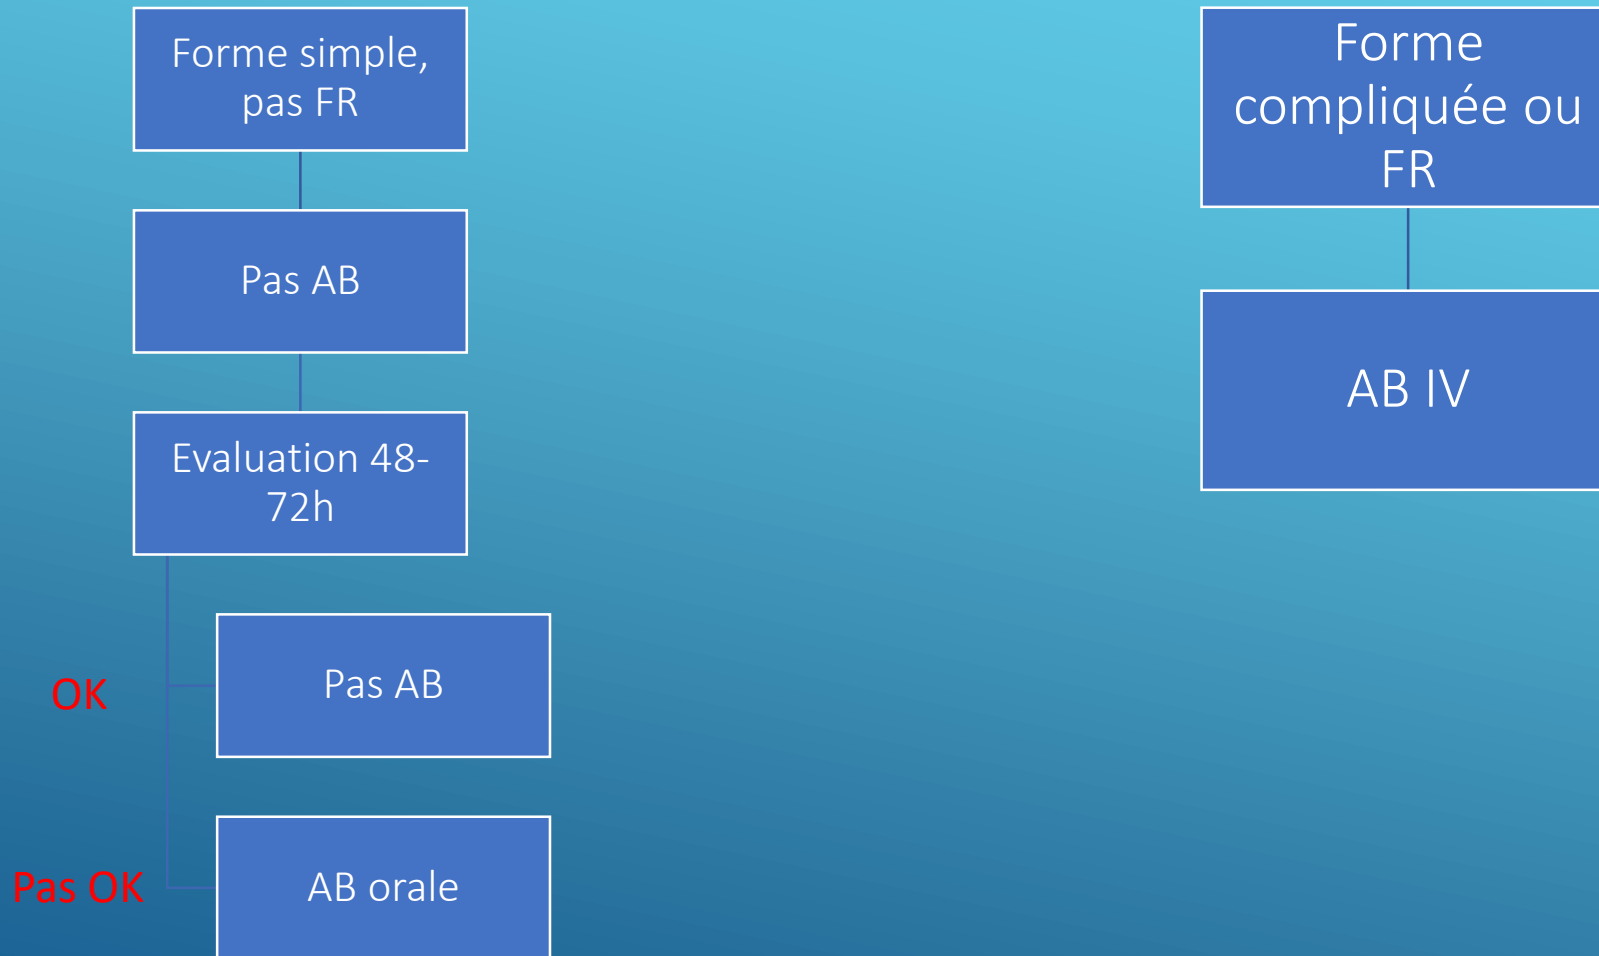 Forme simple,
pas FR
Pas AB
Evaluation 48-
72h
OK
Pas AB
Pas OK
AB orale
Forme
compliquée ou
FR
AB IV